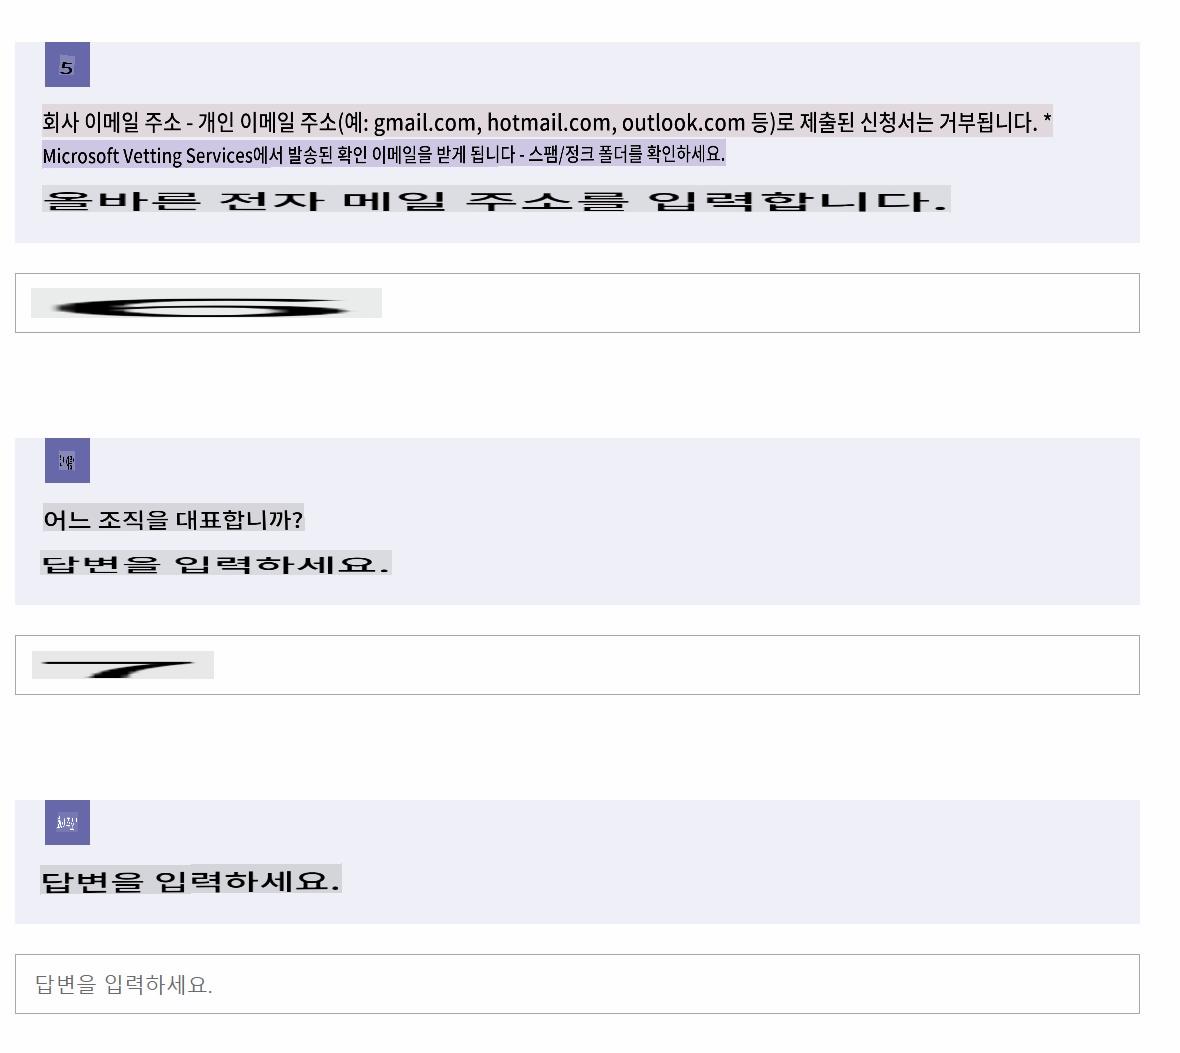 5
회사 이메일 주소 - 개인 이메일 주소(예: gmail.com, hotmail.com, outlook.com 등)로 제출된 신청서는 거부됩니다. *
Microsoft Vetting Services에서 발송된 확인 이메일을 받게 됩니다 - 스팸/정크 폴더를 확인하세요.
올바른 전자 메일 주소를 입력합니다.
6
어느 조직을 대표합니까?
답변을 입력하세요.
7
답변을 입력하세요.
답변을 입력하세요.